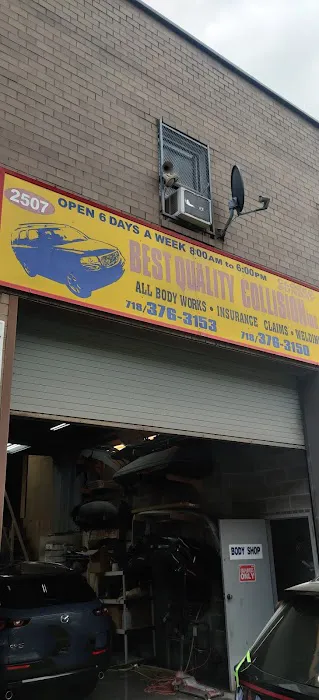 2507
OPEN 6 DAYS A WEEK 8:00AM to 6:00PM
BEST QUALITY COLLISION
ALL BODY WORKS • INSURANCE CLAIMS • WELDING
718/376-3153 718/376-3150
BODY SHOP
ONLY